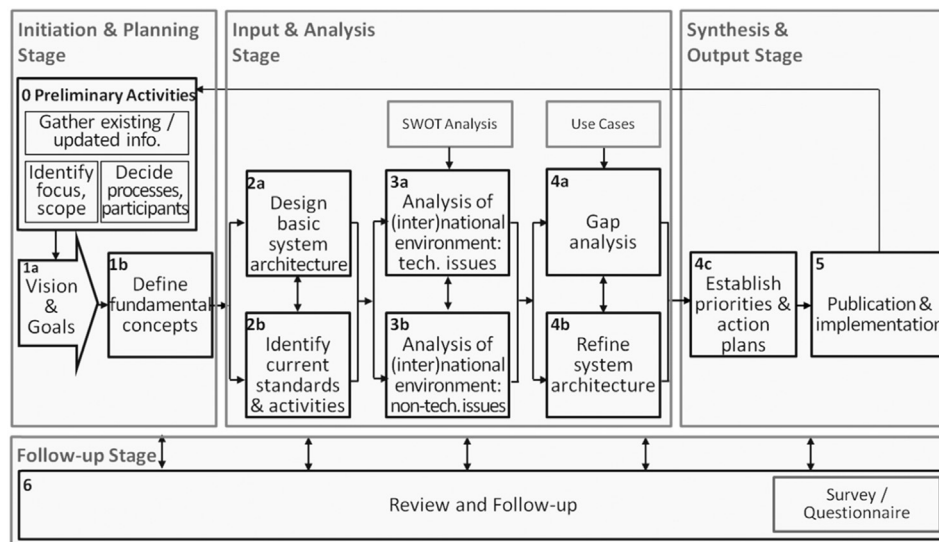 Initiation & Planning
Stage
0 Preliminary Activities
Gather existing /
updated info.
Identify
focus,
scope
Decide
processes,
participants
1a
Vision
&
Goals
1b
Define
fundamental
concepts
Input & Analysis
Stage
SWOT Analysis
Use Cases
2a
Design
basic
system
architecture
2b
Identify
current
standards
& activities
3a
Analysis of
(inter)national
environment:
tech. issues
3b
Analysis of
(inter)national
environment:
non-tech. issues
4a
Gap
analysis
4b
Refine
system
architecture
Synthesis &
Output Stage
4c
Establish
priorities &
action
plans
5
Publication &
implementation
Follow-up Stage
6
Review and Follow-up
Survey /
Questionnaire